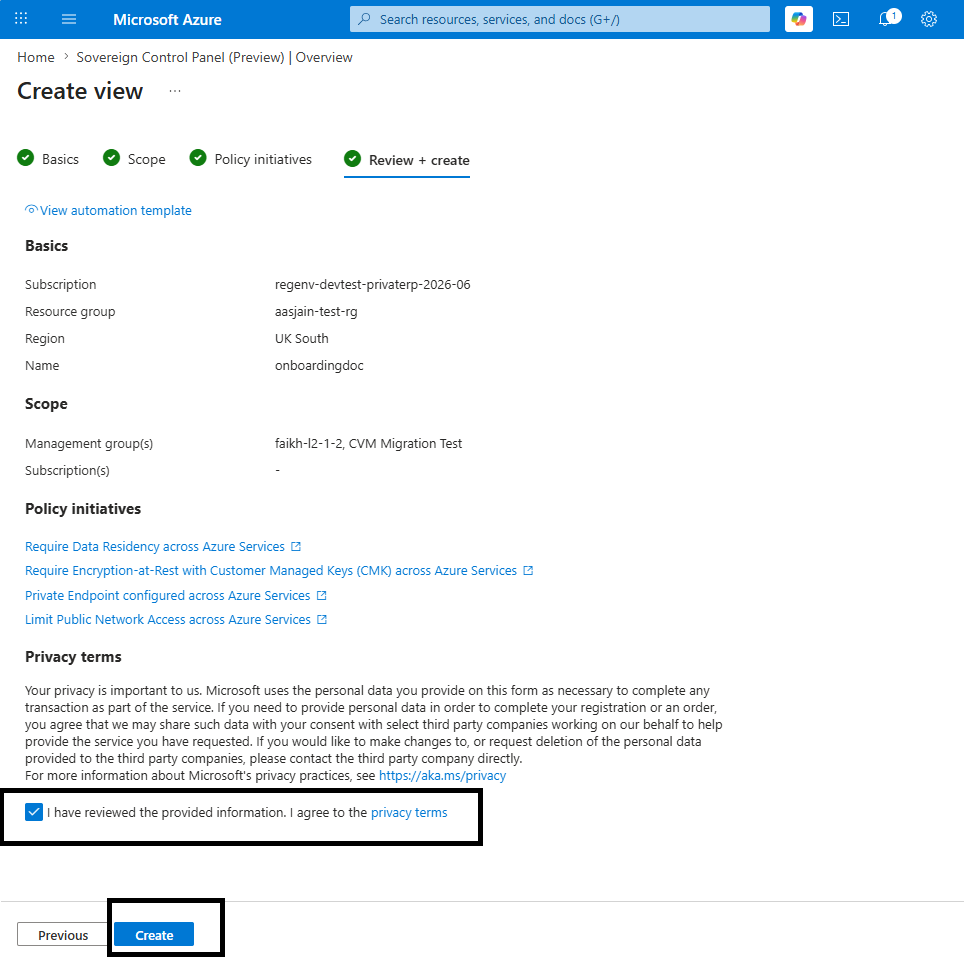 Microsoft Azure
Search resources, services, and docs (G+/)
1
Home > Sovereign Control Panel (Preview) | Overview
Create view ...
Basics
Scope
Policy initiatives
Review + create
View automation template
Basics
Subscription regenv-devtest-privaterp-2026-06
Resource group aasjain-test-rg
Region UK South
Name onboardingdoc
Scope
Management group(s) faikh-l2-1-2, CVM Migration Test
Subscription(s) -
Policy initiatives
Require Data Residency across Azure Services
Require Encryption-at-Rest with Customer Managed Keys (CMK) across Azure Services
Private Endpoint configured across Azure Services
Limit Public Network Access across Azure Services
Privacy terms
Your privacy is important to us. Microsoft uses the personal data you provide on this form as necessary to complete any
transaction as part of the service. If you need to provide personal data in order to complete your registration or an order,
you agree that we may share such data with your consent with select third party companies working on our behalf to help
provide the service you have requested. If you would like to make changes to, or request deletion of the personal data
provided to the third party companies, please contact the third party company directly.
For more information about Microsoft's privacy practices, see https://aka.ms/privacy
I have reviewed the provided information. I agree to the privacy terms
Previous
Create